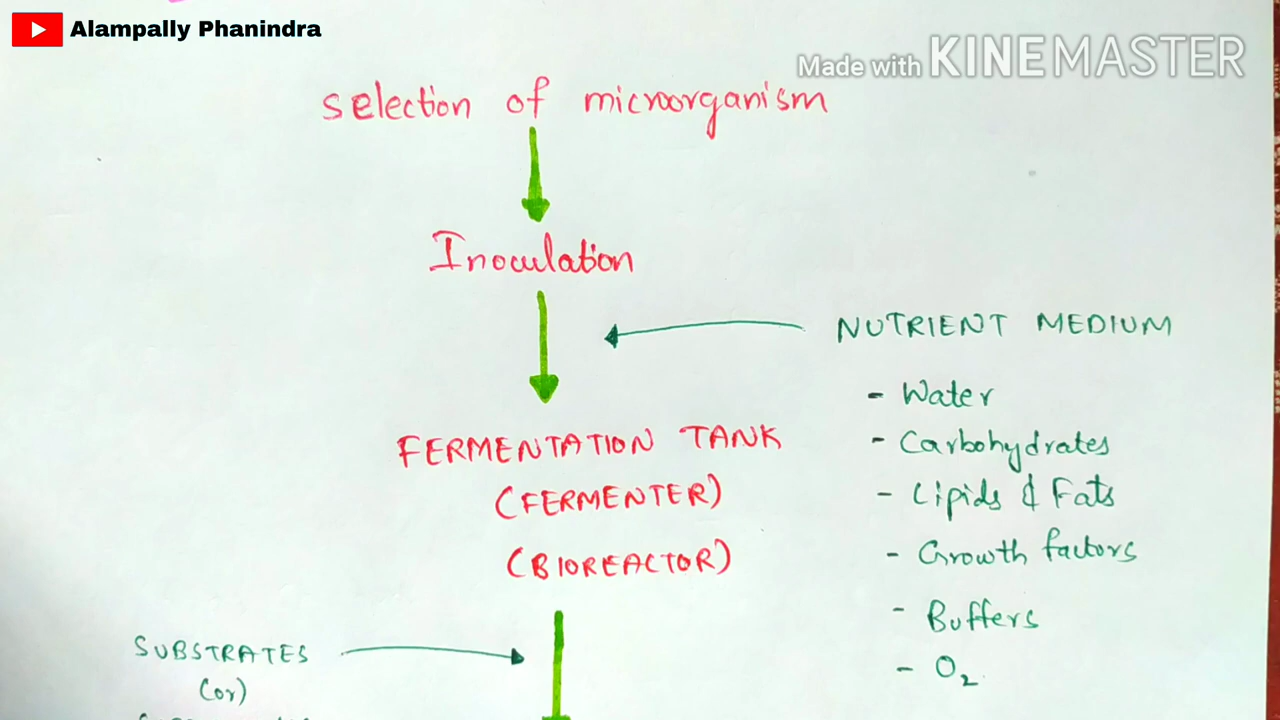 Alampally Phanindra
Made with KINEMASTER
selection of microorganism
Inoculation
NUTRIENT MEDIUM
- Water
- Carbohydrates
- Lipids & Fats
- Growth factors
- Buffers
- O2
FERMENTATION TANK
(FERMENTER)
(BIOREACTOR)
SUBSTRATES
(or)